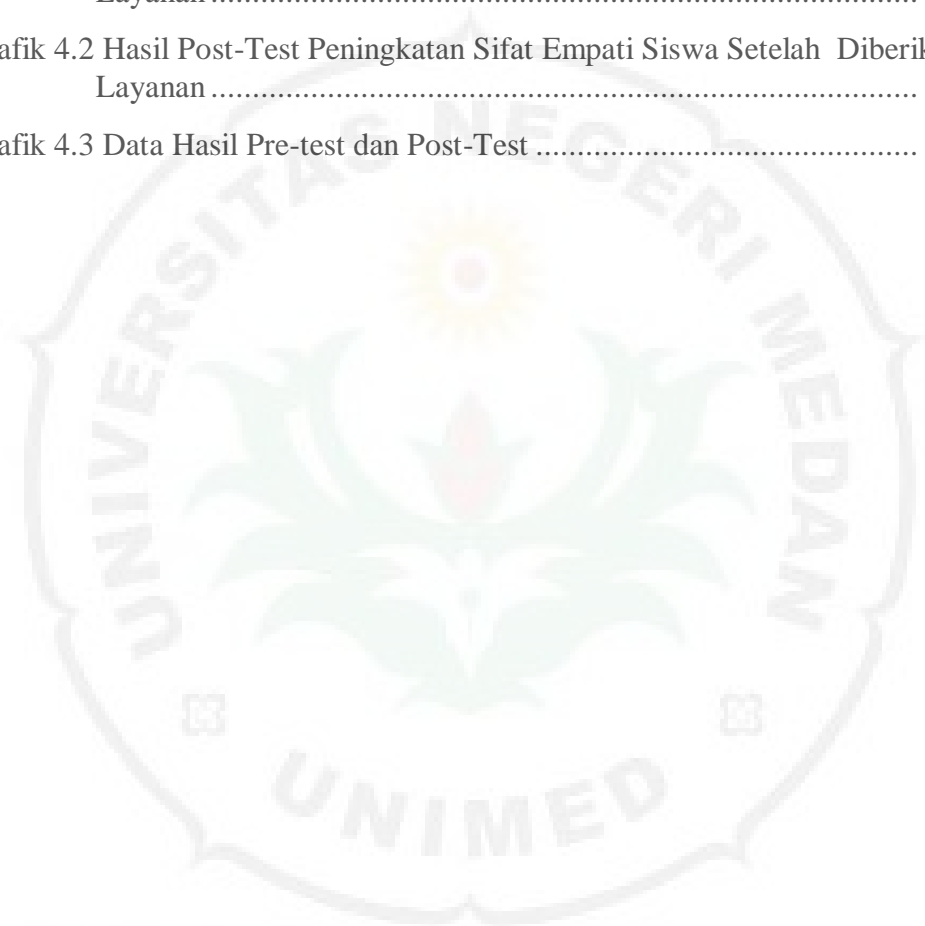 Layanan ...................................................................................
afik 4.2 Hasil Post-Test Peningkatan Sifat Empati Siswa Setelah Diberik
Layanan ...................................................................................
afik 4.3 Data Hasil Pre-test dan Post-Test .............................................
UNIVERSITAS NEGERI MEDAN
UNIMED